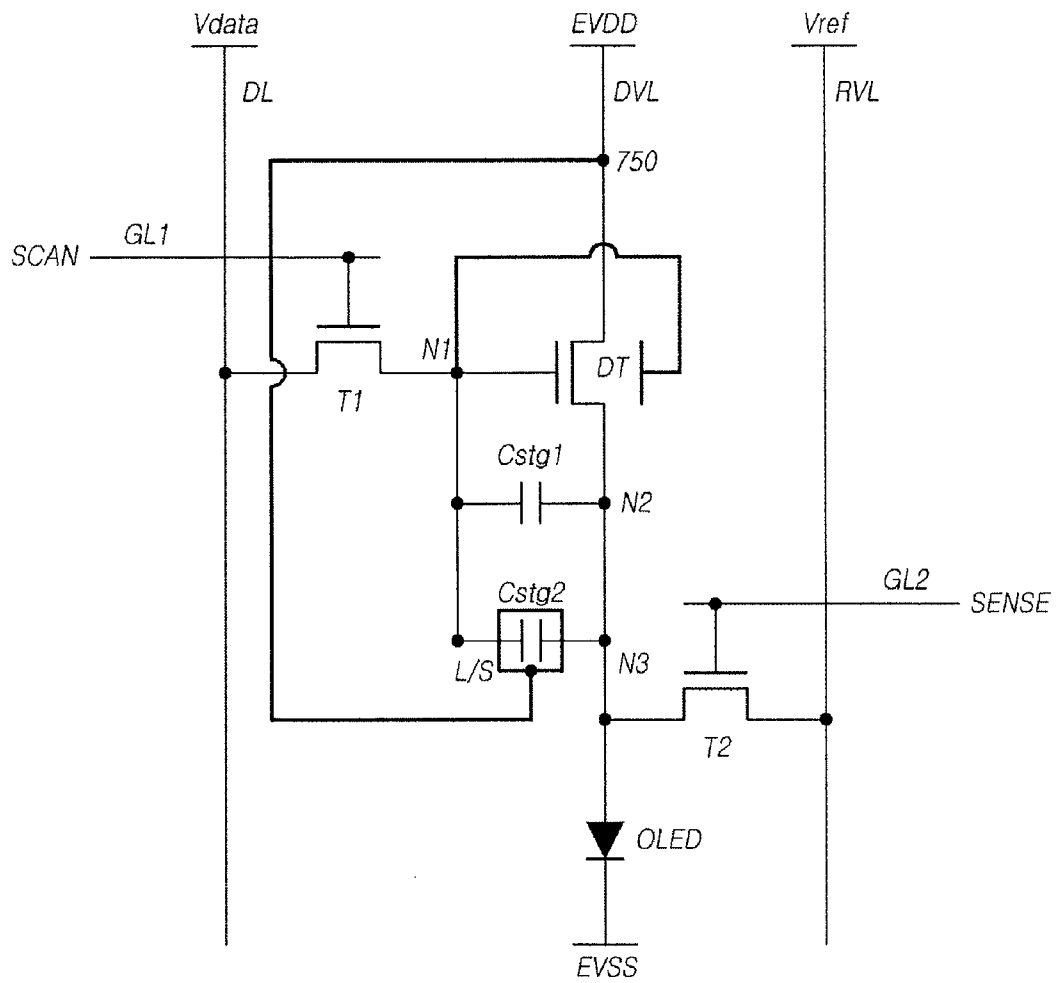 Vdata
EVDD
Vref
DL
DVL
RVL
750
GL1
SCAN
N1
DT
T1
Cstg1
N2
GL2
Cstg2
SENSE
L/S
N3
T2
OLED
EVSS